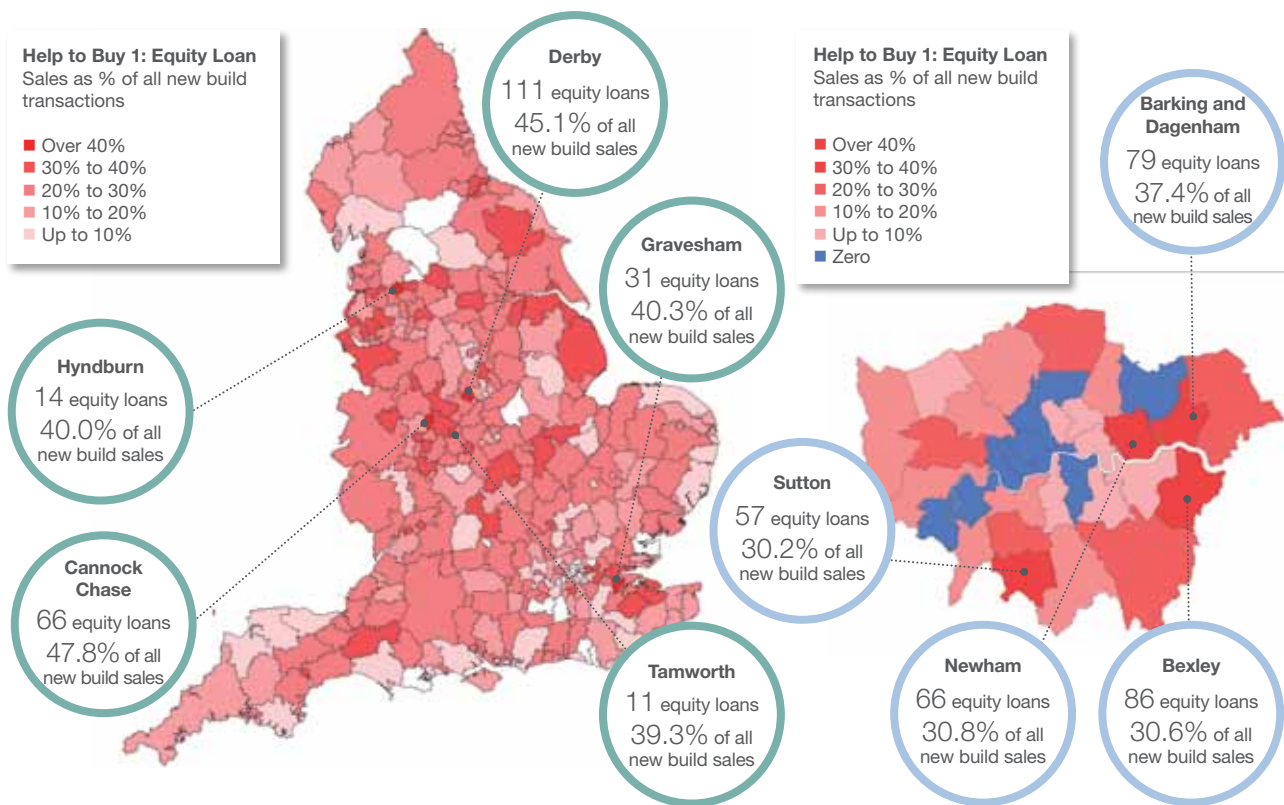 Help to Buy 1: Equity Loan
Sales as % of all new build
transactions
Over 40%
30% to 40%
20% to 30%
10% to 20%
Up to 10%
Derby
111 equity loans
45.1% of all
new build sales
Gravesham
31 equity loans
40.3% of all
new build sales
Hyndburn
14 equity loans
40.0% of all
new build sales
Cannock
Chase
66 equity loans
47.8% of all
new build sales
Tamworth
11 equity loans
39.3% of all
new build sales
Help to Buy 1: Equity Loan
Sales as % of all new build
transactions
Over 40%
30% to 40%
20% to 30%
10% to 20%
Up to 10%
Zero
Barking and
Dagenham
79 equity loans
37.4% of all
new build sales
Sutton
57 equity loans
30.2% of all
new build sales
Newham
66 equity loans
30.8% of all
new build sales
Bexley
86 equity loans
30.6% of all
new build sales